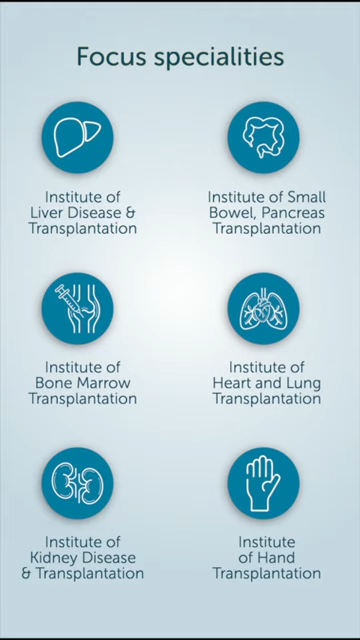 Focus specialities
Institute of
Liver Disease &
Transplantation
Institute of Small
Bowel, Pancreas
Transplantation
Institute of
Bone Marrow
Transplantation
Institute of
Heart and Lung
Transplantation
Institute of
Kidney Disease
& Transplantation
Institute
of Hand
Transplantation